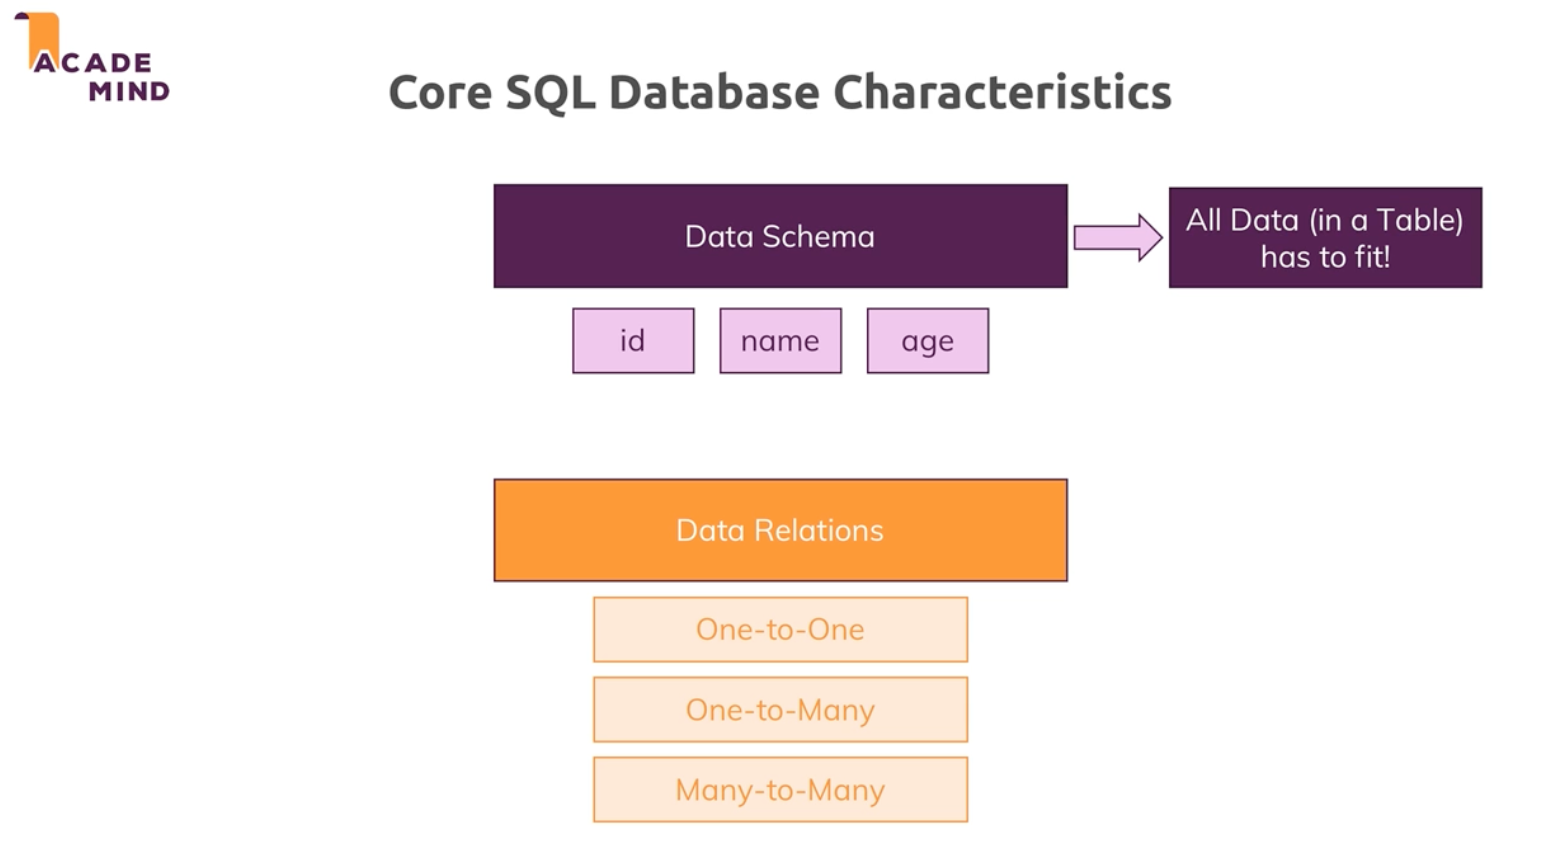 ACADE
MIND
Core SQL Database Characteristics
Data Schema
All Data (in a Table)
has to fit!
id
name
age
Data Relations
One-to-One
One-to-Many
Many-to-Many